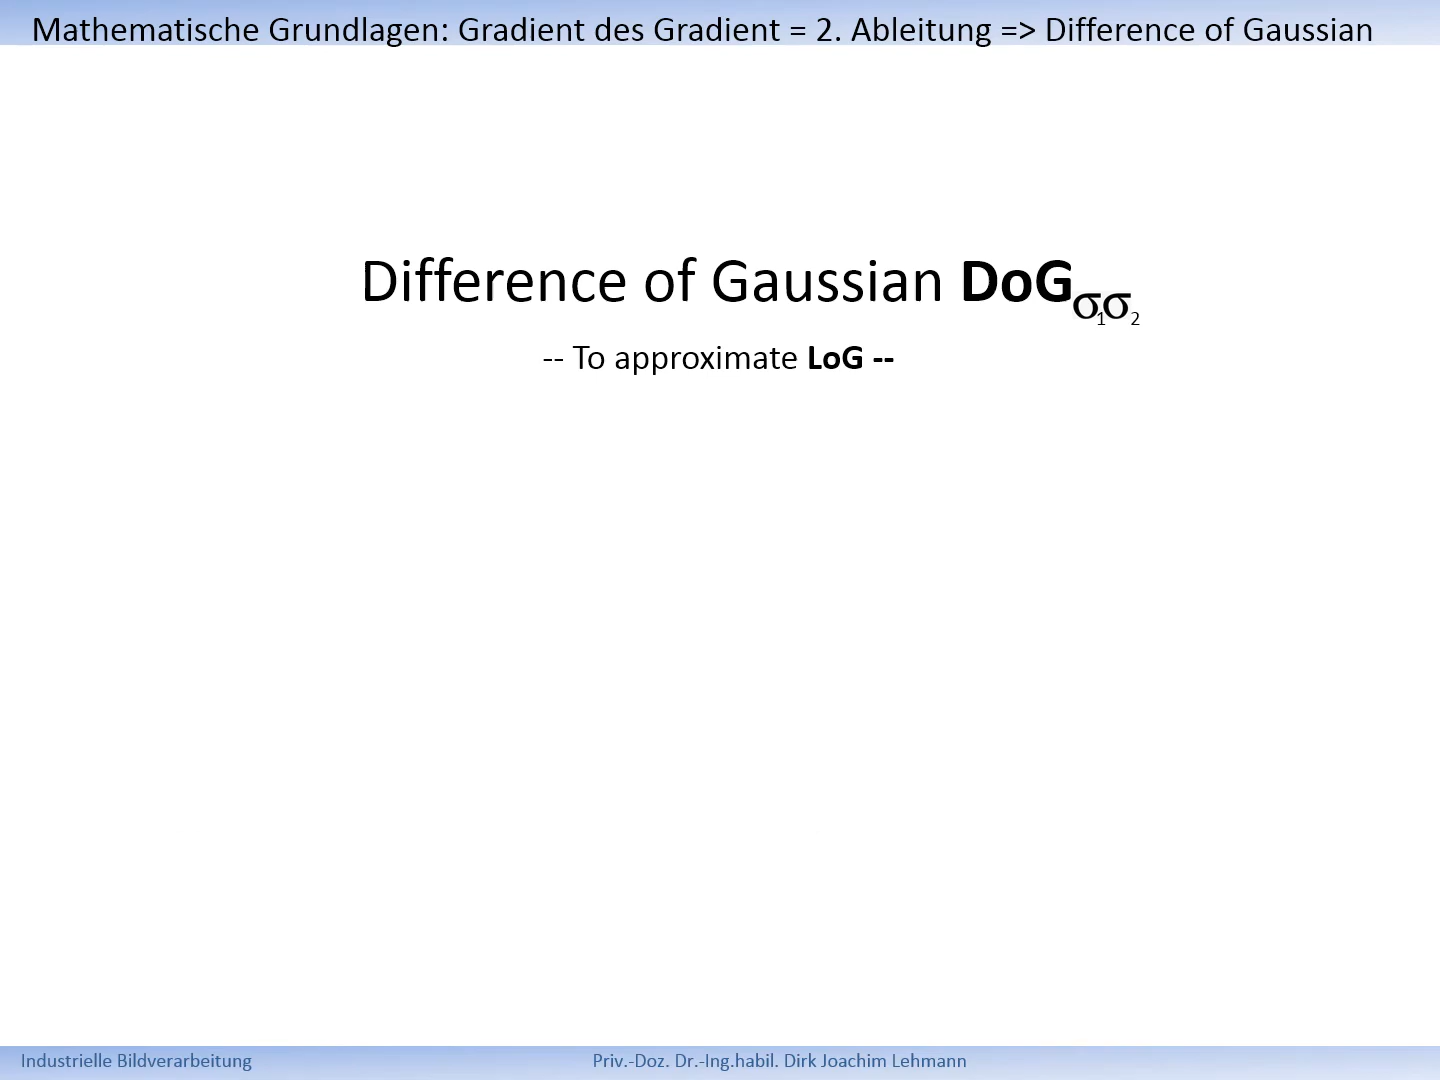 Mathematische Grundlagen: Gradient des Gradient = 2. Ableitung => Difference of Gaussian
Difference of Gaussian DoGσ₁σ₂
-- To approximate LoG --
Industrielle Bildverarbeitung
Priv.-Doz. Dr.-Ing.habil. Dirk Joachim Lehmann